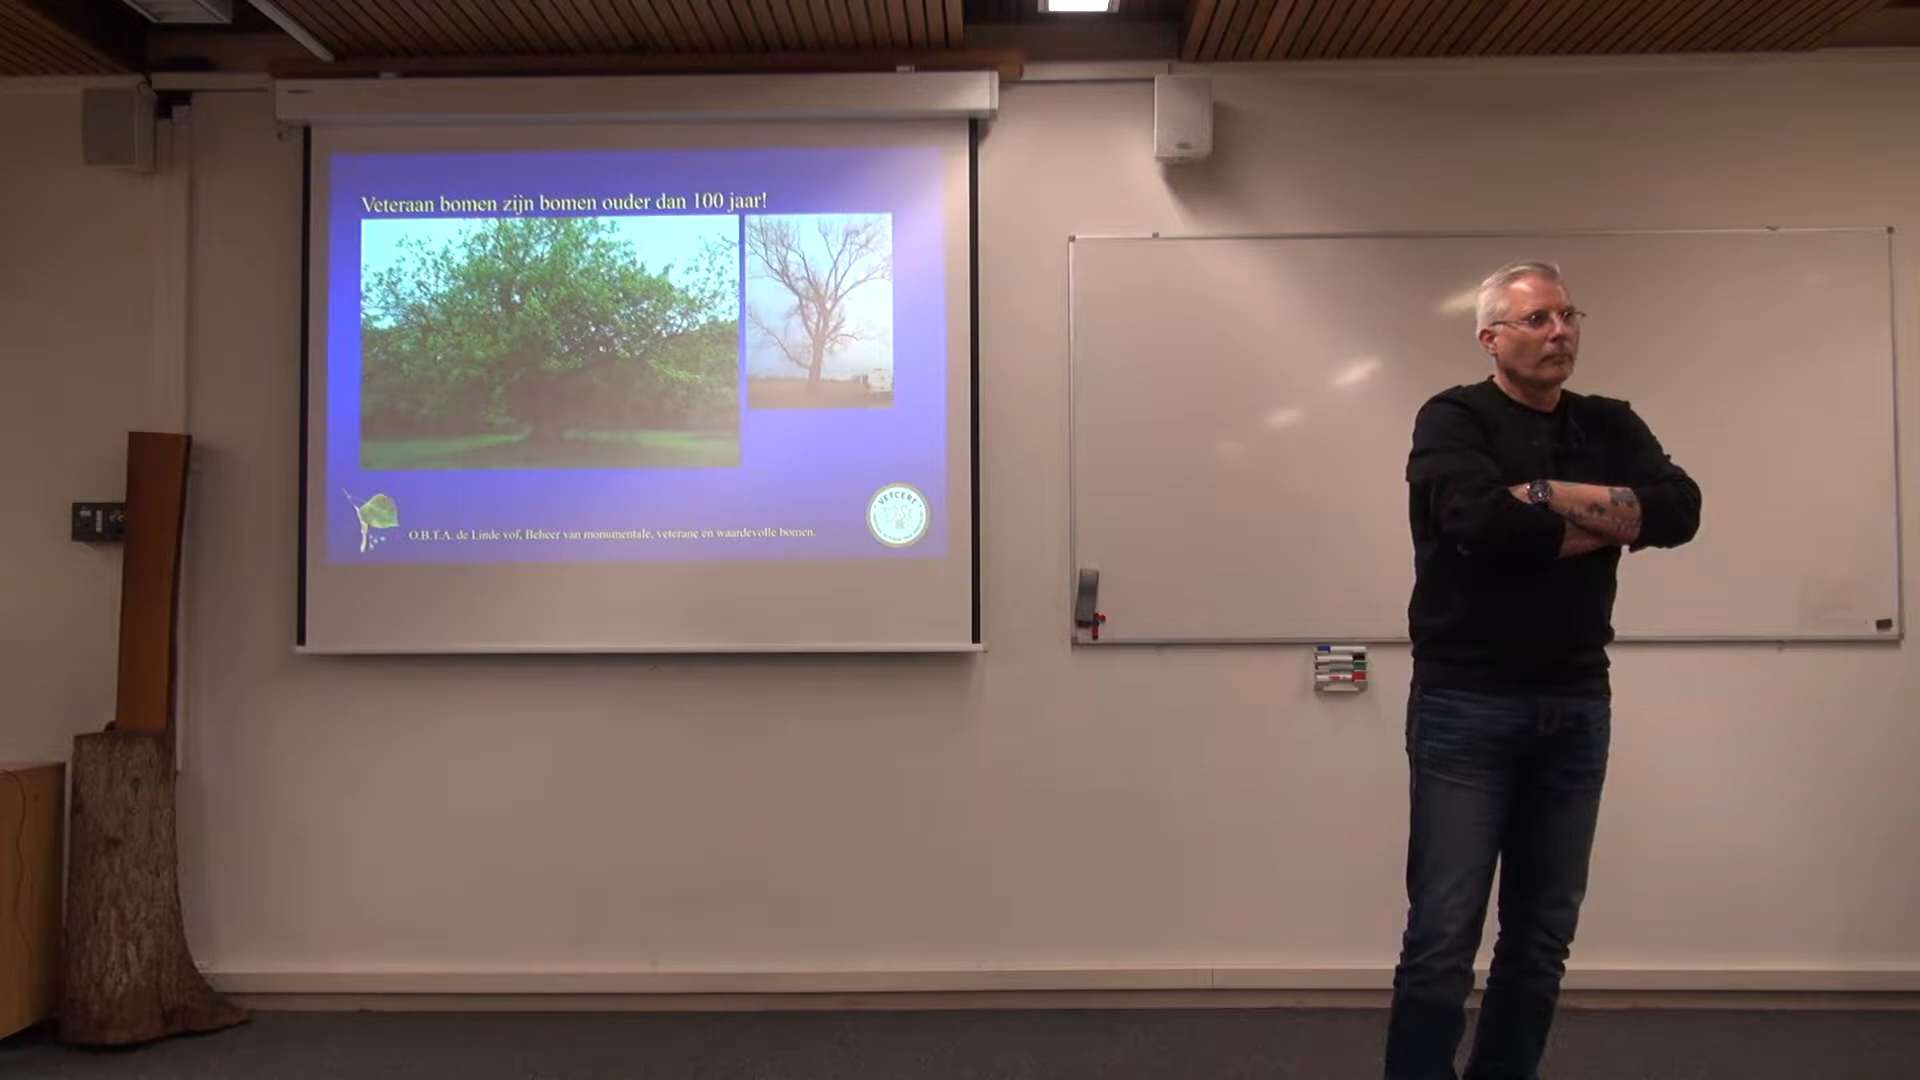 Veteraan bomen zijn bomen ouder dan 100 jaar!
O.B.T.A. de Linde vof, Beheer van monumentale, veterane en waardevolle bomen.
VETCERT